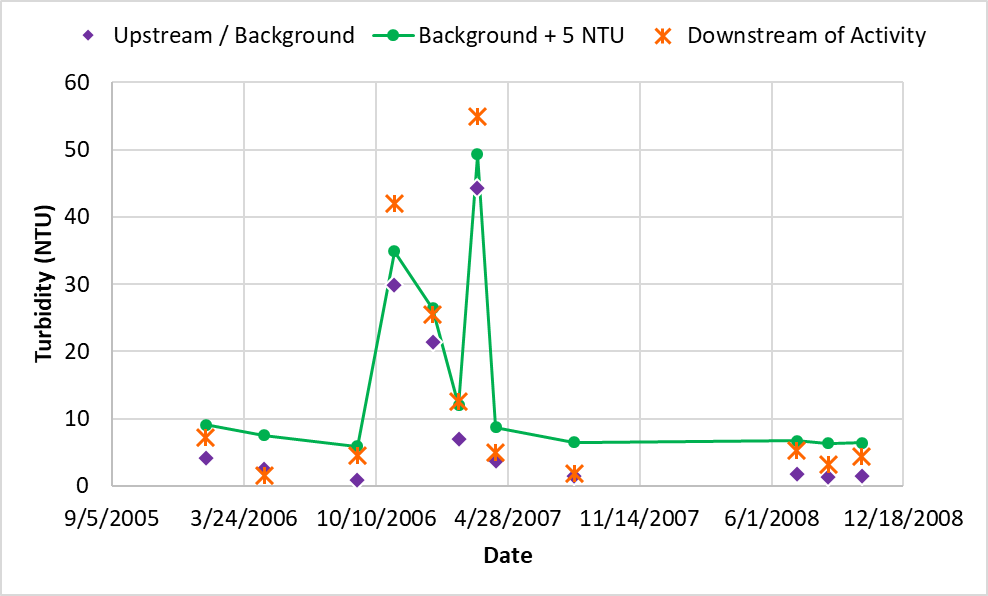 Upstream / Background Background + 5 NTU Downstream of Activity
60
50
40
30
20
10
0
Turbidity (NTU)
9/5/2005 3/24/2006 10/10/2006 4/28/2007 11/14/2007 6/1/2008 12/18/2008
Date